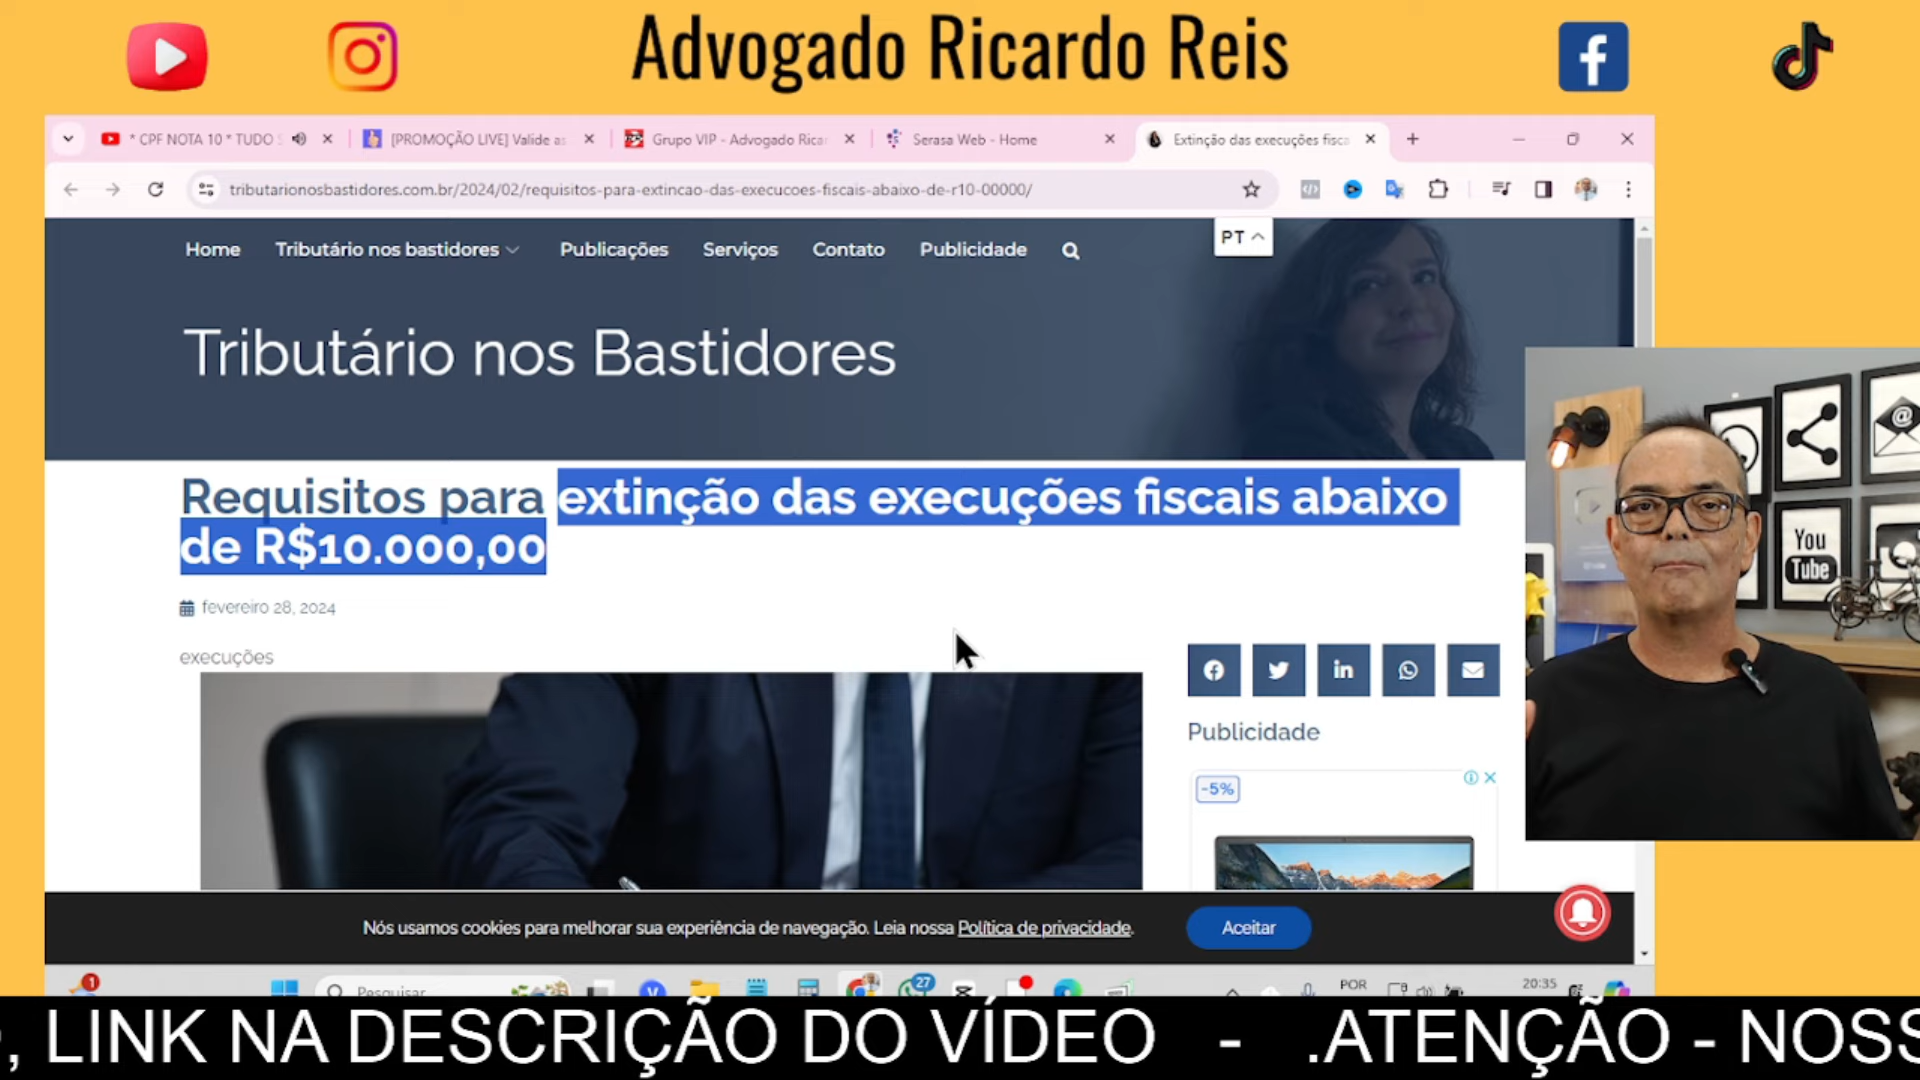 Advogado Ricardo Reis
* CPF NOTA 10 * TUDO S
[PROMOÇÃO LIVE] Valide as
Grupo VIP - Advogado Rica
Serasa Web - Home
Extinção das execuções fisca
tributarionosbastidores.com.br/2024/02/requisitos-para-extincao-das-execucoes-fiscais-abaixo-de-r10-00000/
Home
Tributário nos bastidores
Publicações
Serviços
Contato
Publicidade
PT
Tributário nos Bastidores
Requisitos para extinção das execuções fiscais abaixo
de R$10.000,00
fevereiro 28, 2024
execuções
You
Tube
Publicidade
-5%
Nós usamos cookies para melhorar sua experiência de navegação. Leia nossa Política de privacidade.
Aceitar
1
Pesquisar
27
POR
20:35
, LINK NA DESCRIÇÃO DO VÍDEO - .ATENÇÃO - NOSS